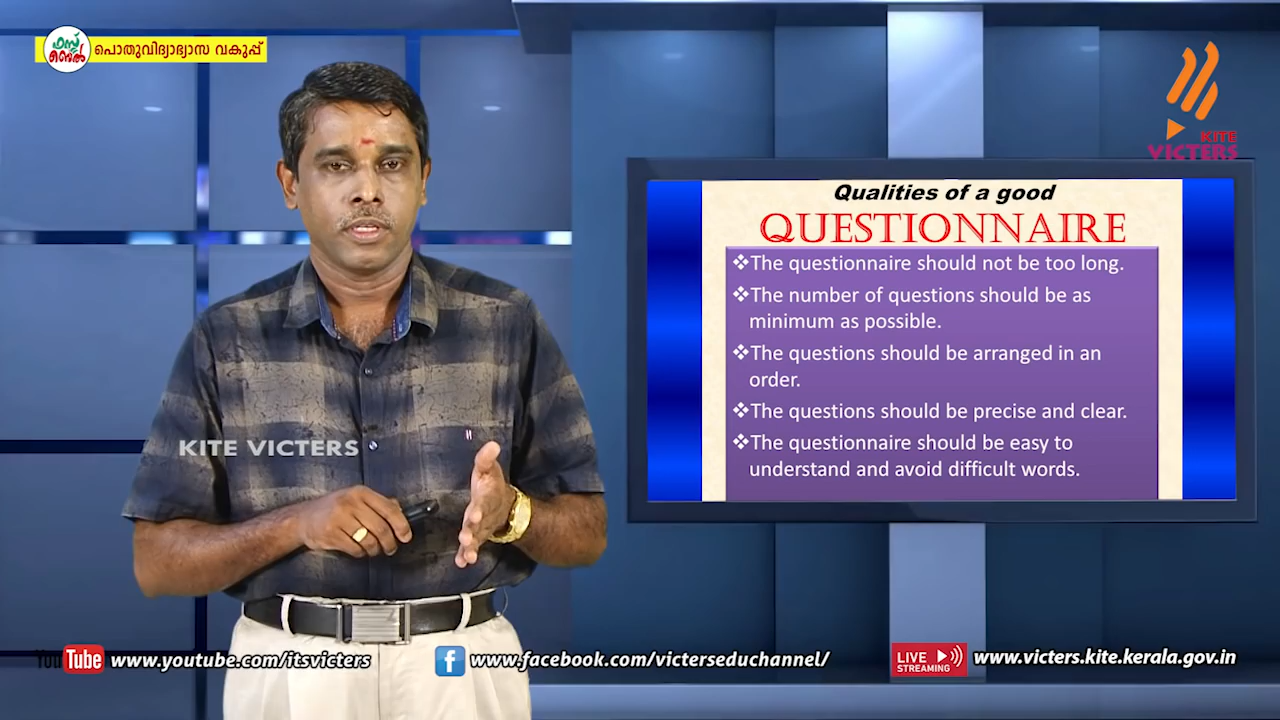 ഫസ്റ്റ്
ബെൽ
പൊതുവിദ്യാഭ്യാസ വകുപ്പ്
KITE
VICTERS
Qualities of a good
QUESTIONNAIRE
❖The questionnaire should not be too long.
❖The number of questions should be as
minimum as possible.
❖The questions should be arranged in an
order.
❖The questions should be precise and clear.
❖The questionnaire should be easy to
understand and avoid difficult words.
KITE VICTERS
YouTube www.youtube.com/itsvicters
f www.facebook.com/victerseduchannel/
LIVE
STREAMING
www.victers.kite.kerala.gov.in